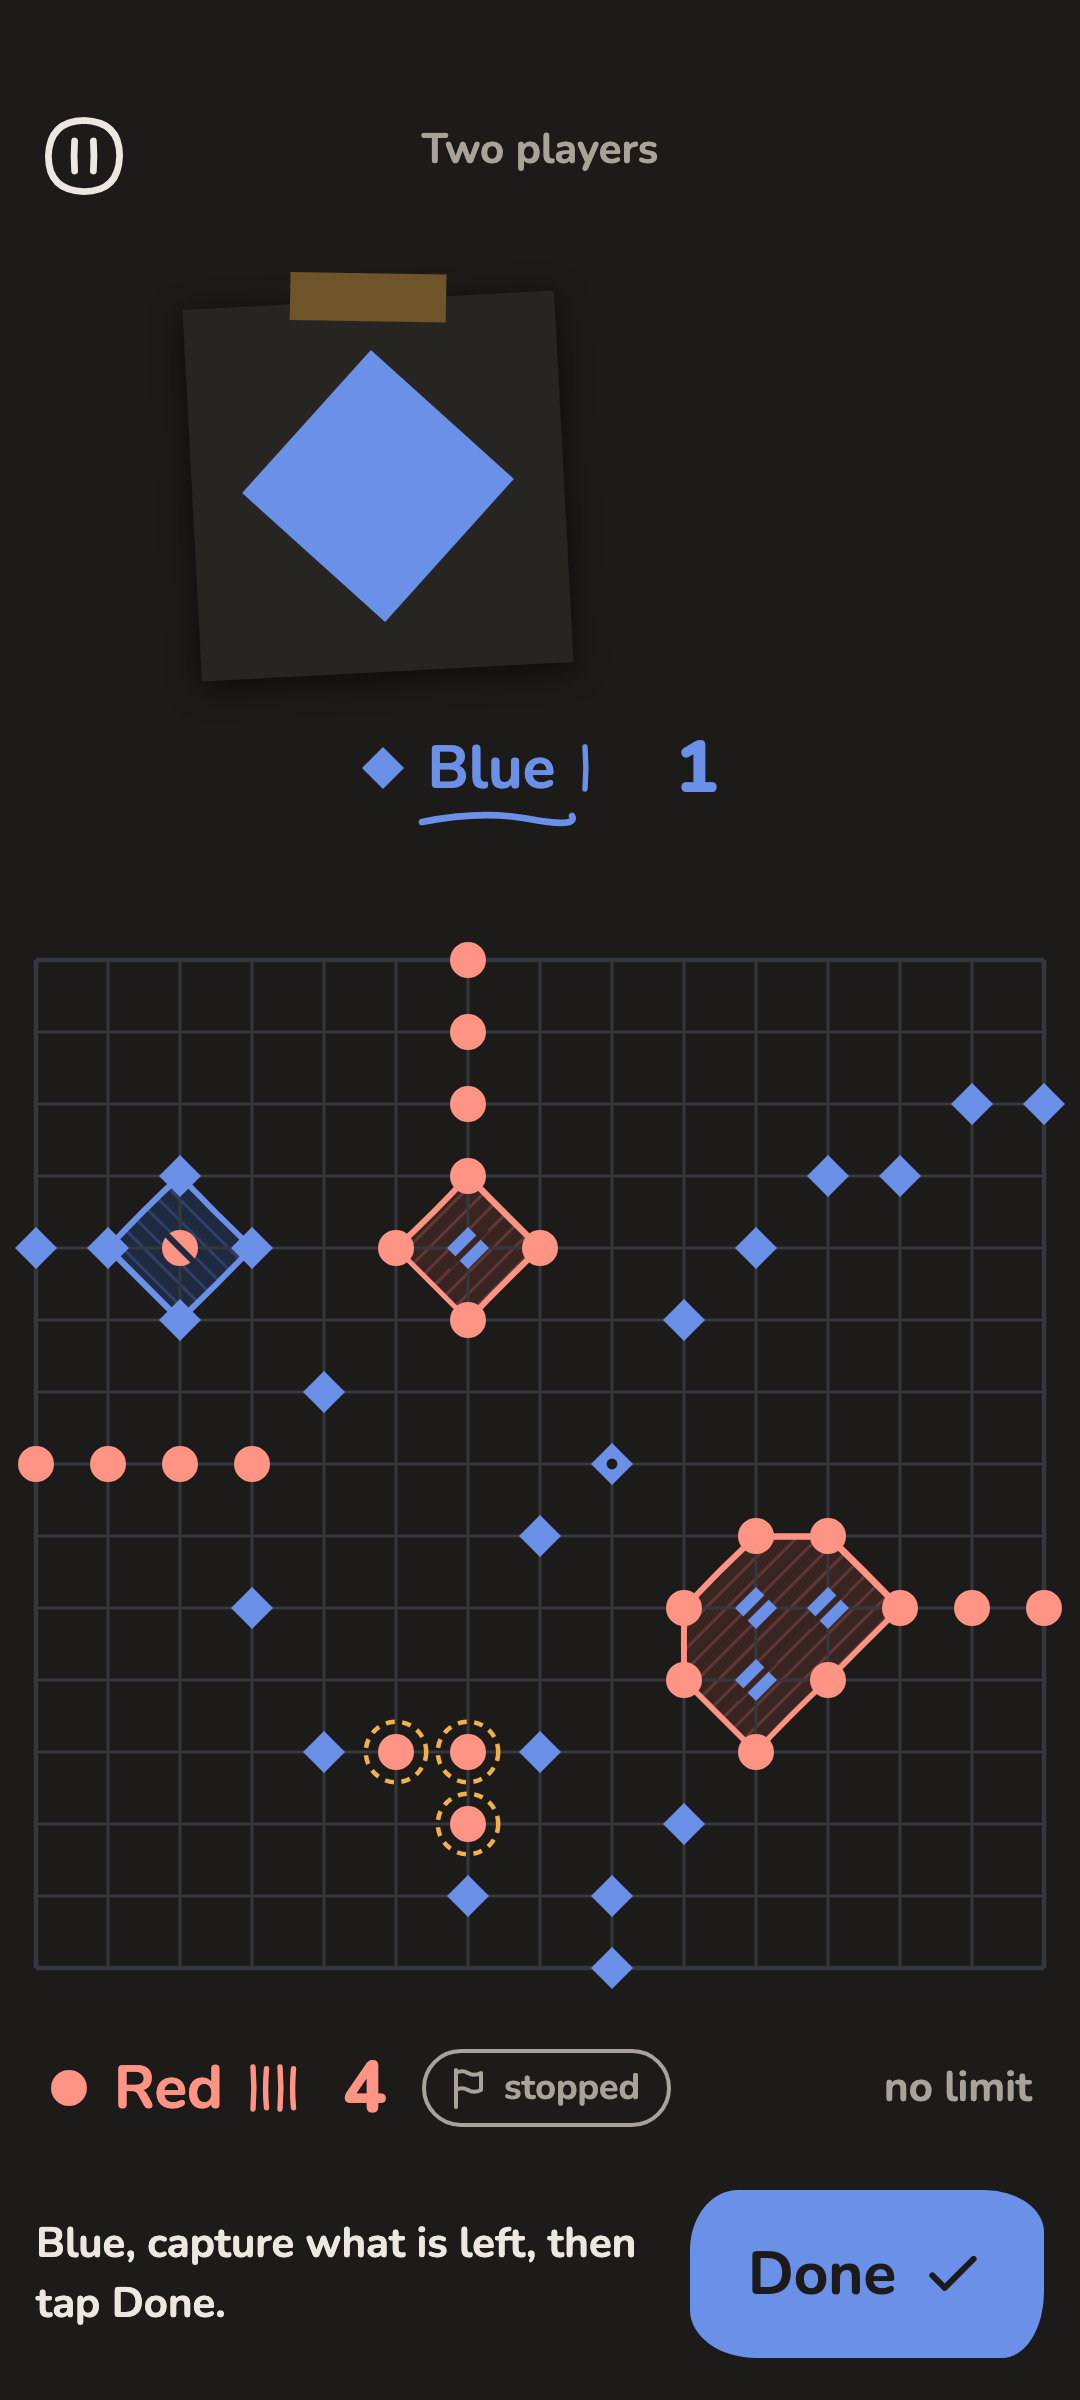 Two players
Blue 1
Red 4 stopped no limit
Blue, capture what is left, then
tap Done.
Done